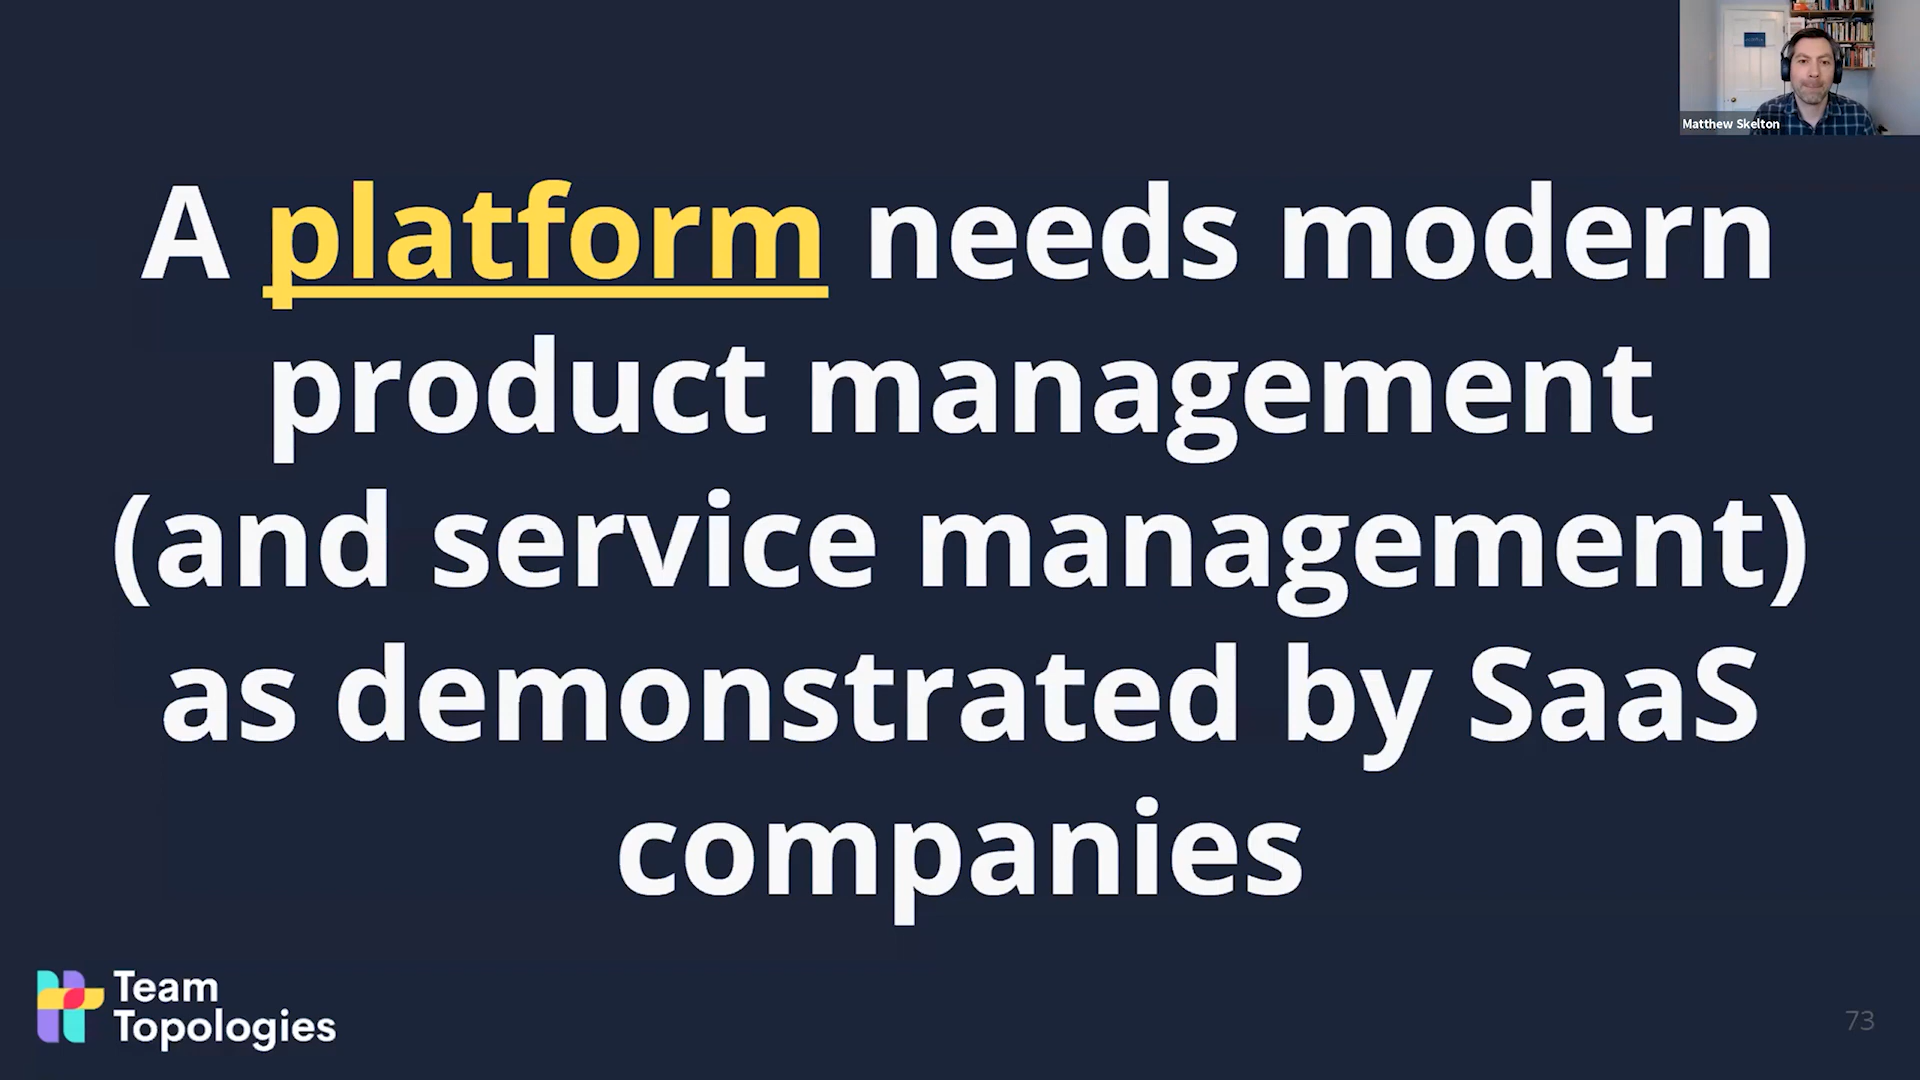 Matthew Skelton
A platform needs modern
product management
(and service management)
as demonstrated by SaaS
companies
Team
Topologies
73